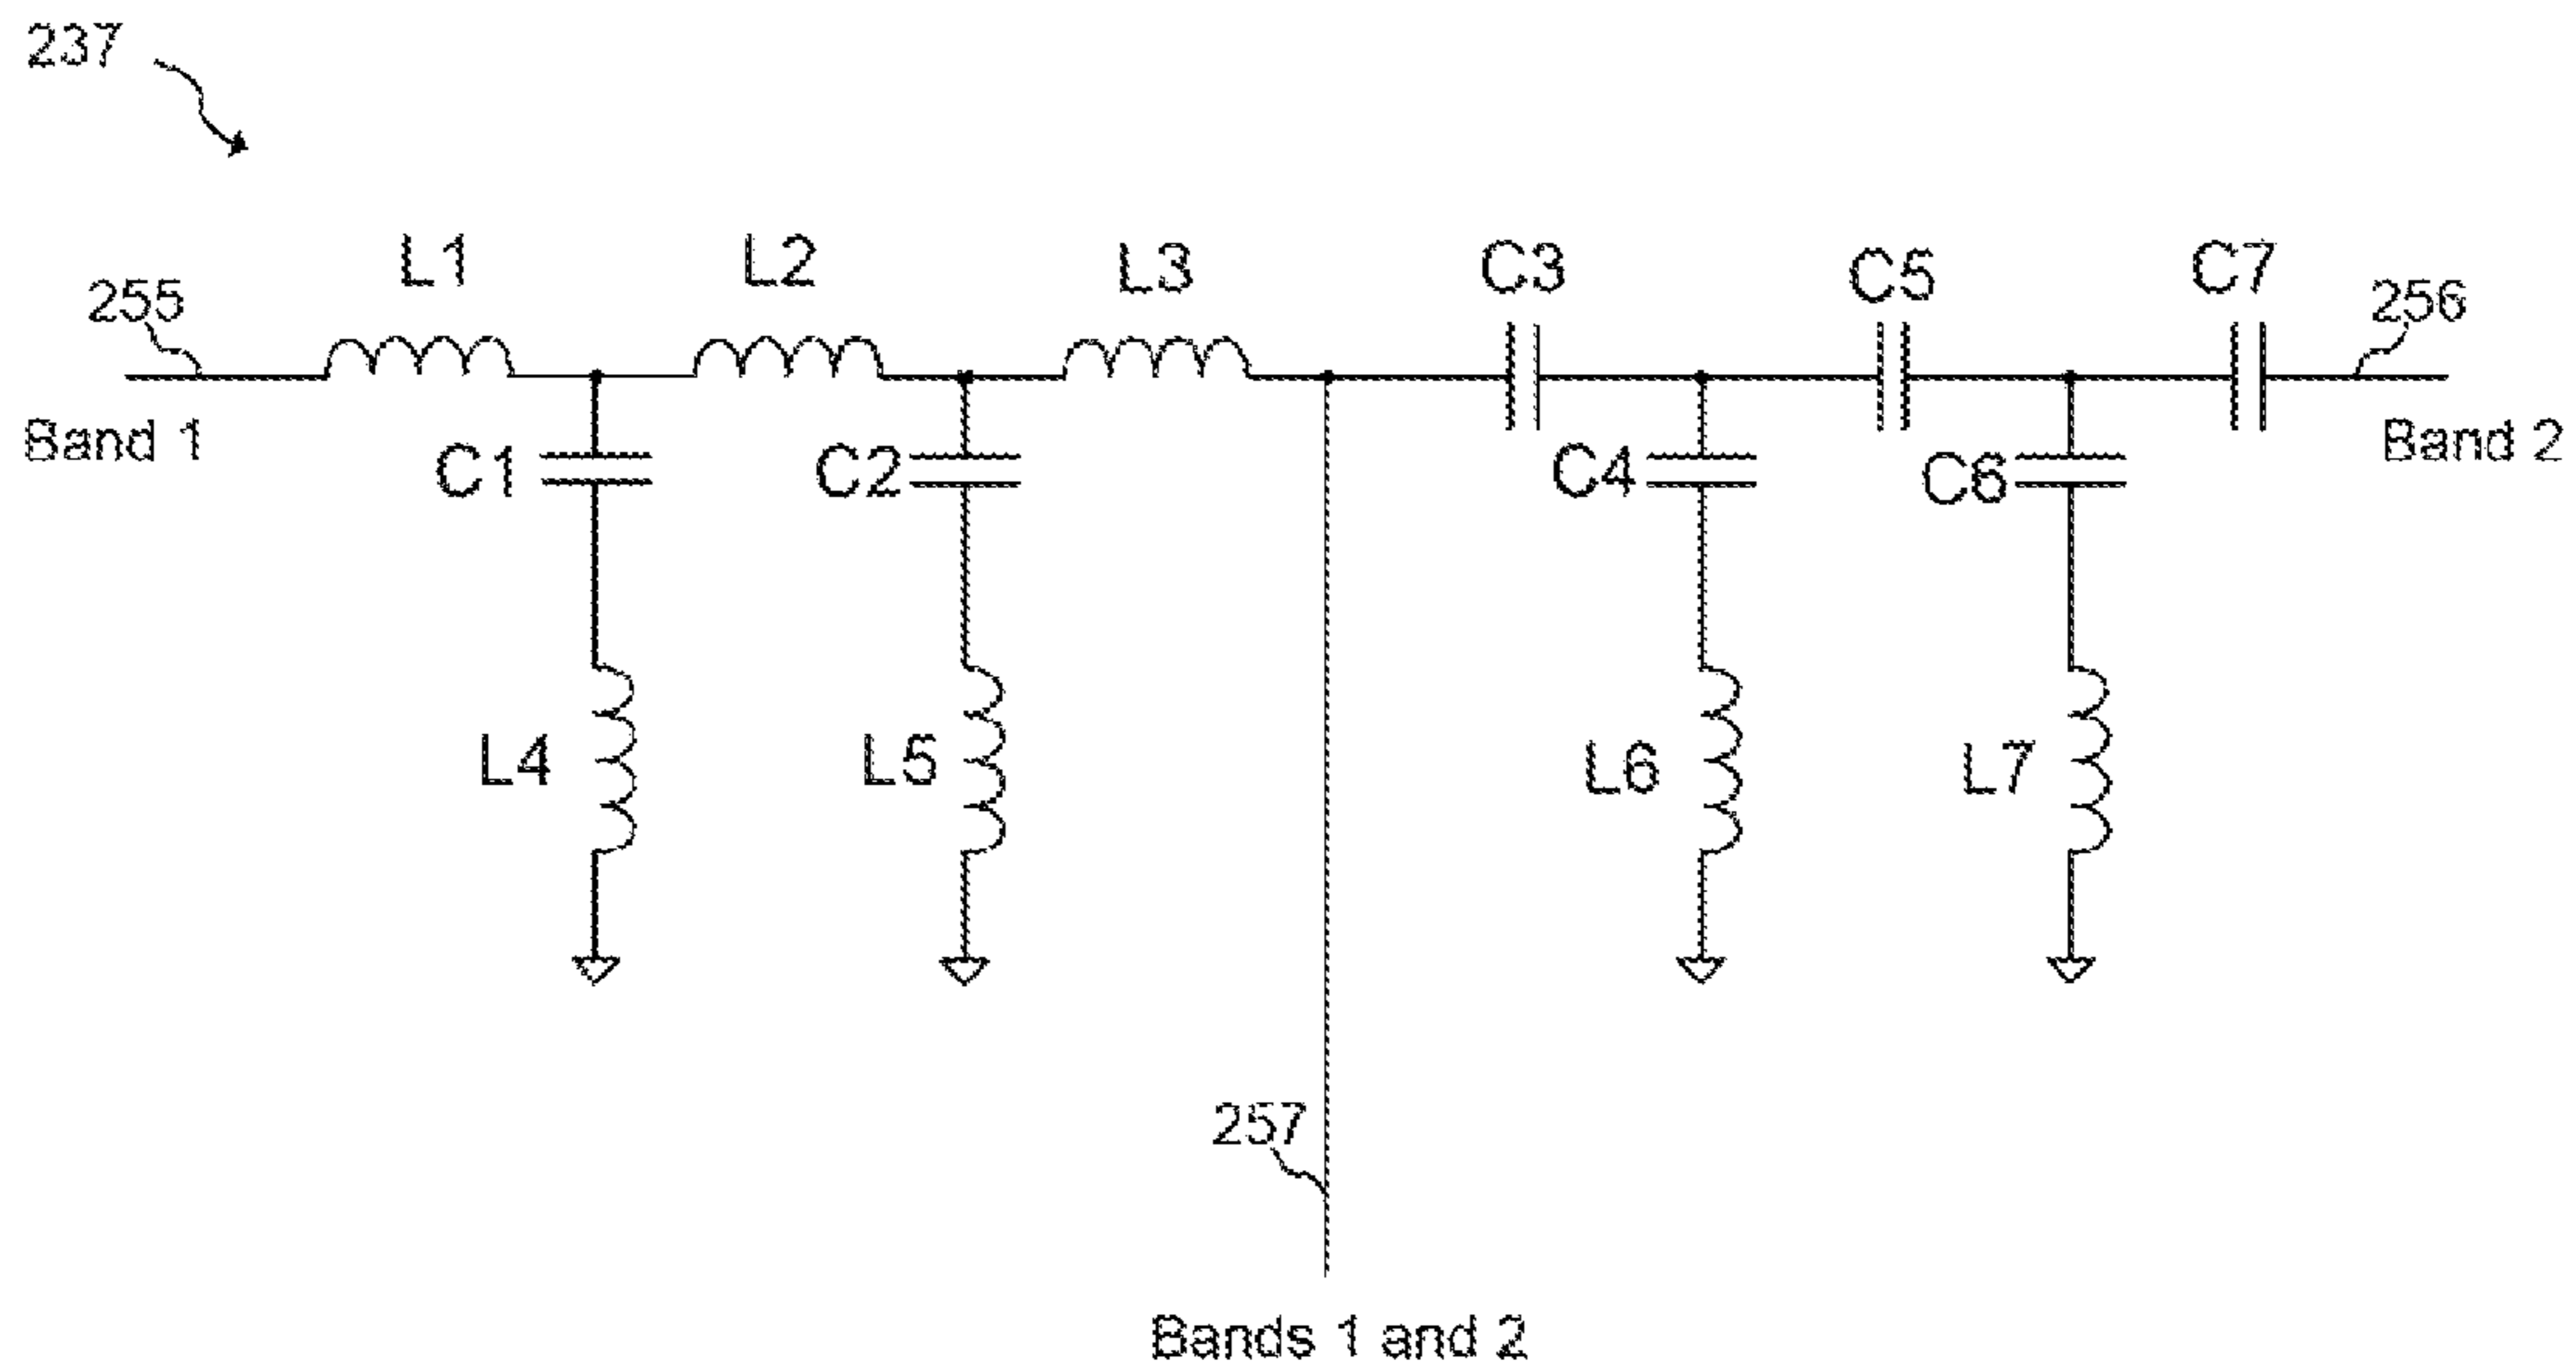 237
L1
L2
L3
C3
C5
C7
255
256
Band 1
Band 2
C1
C2
C4
C6
L4
L5
L6
L7
257
Bands 1 and 2